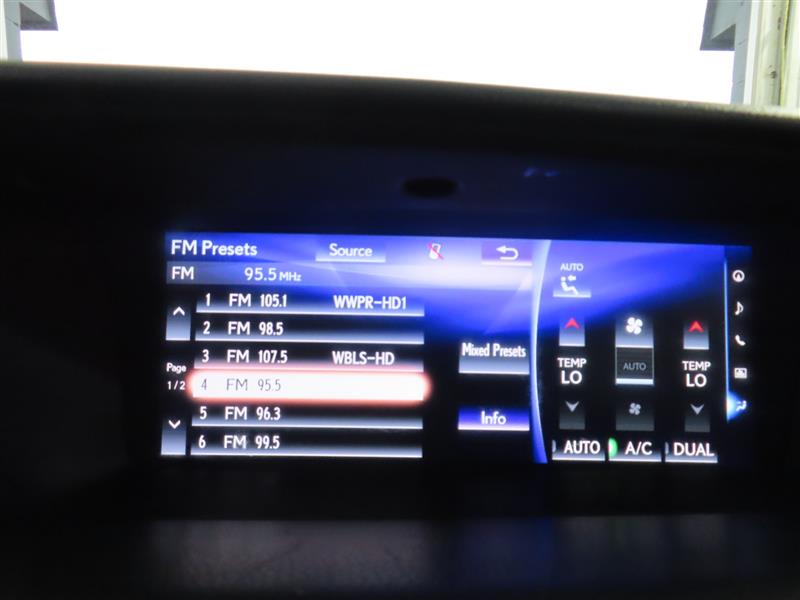 FM Presets
Source
FM 95.5 MHz
1 FM 105.1 WWPR-HD1
2 FM 98.5
3 FM 107.5 WBLS-HD
4 FM 95.5
5 FM 96.3
6 FM 99.5
Page
1/2
Mixed Presets
Info
AUTO
TEMP
LO
AUTO
TEMP
LO
AUTO
A/C
DUAL